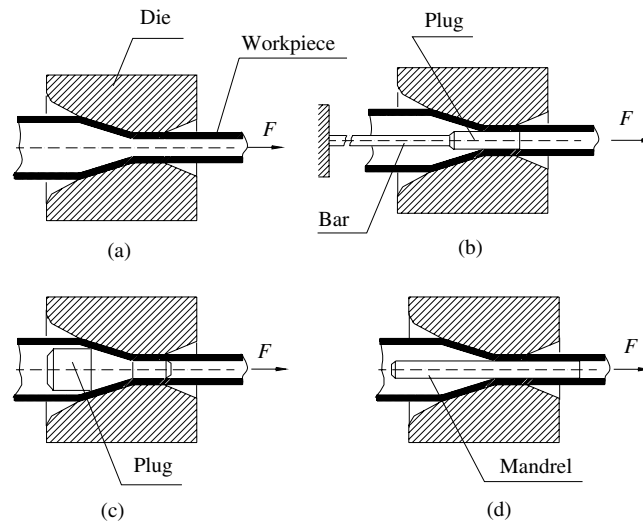 Die
Workpiece
F
(a)
Plug
F
Bar
(b)
F
Plug
(c)
F
Mandrel
(d)